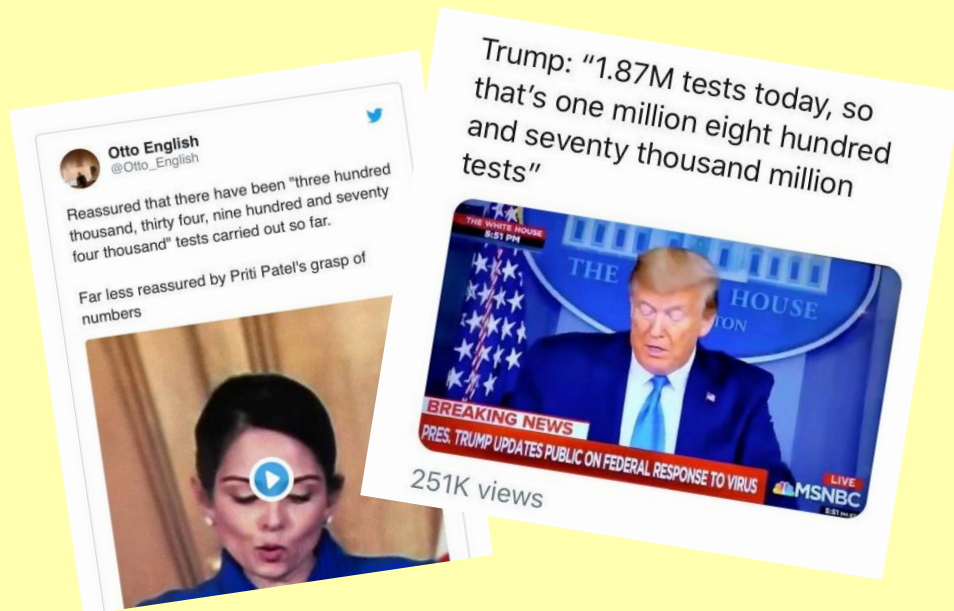 Otto English
@Otto_English
Reassured that there have been "three hundred
thousand, thirty four, nine hundred and seventy
four thousand" tests carried out so far.
Far less reassured by Priti Patel's grasp of
numbers
Trump: “1.87M tests today, so
that’s one million eight hundred
and seventy thousand million
tests”
THE WHITE HOUSE
5:51 PM
THE
HOUSE
TON
BREAKING NEWS
PRES. TRUMP UPDATES PUBLIC ON FEDERAL RESPONSE TO VIRUS
LIVE
MSNBC
251K views